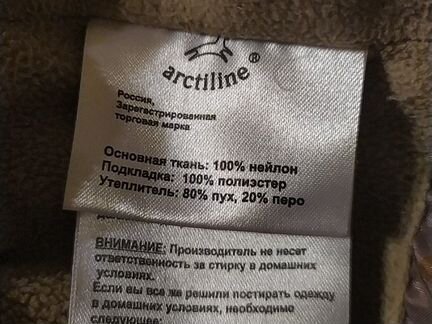 arctiline ®
Россия,
Зарегистрированная
торговая марка
Основная ткань: 100% нейлон
Подкладка: 100% полиэстер
Утеплитель: 80% пух, 20% перо
ВНИМАНИЕ: Производитель не несет
ответственность за стирку в домашних
условиях.
Если вы все же решили постирать одежду
в домашних условиях, необходимо
следующее: